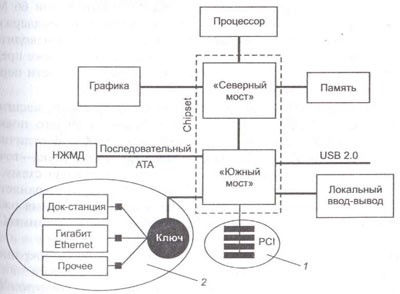 Процессор
Графика
Chipset
«Северный
мост»
Память
НЖМД
Последовательный
АТА
«Южный
мост»
USB 2.0
Локальный
ввод-вывод
Док-станция
Гигабит
Ethernet
Прочее
Ключ
PCI
1
2